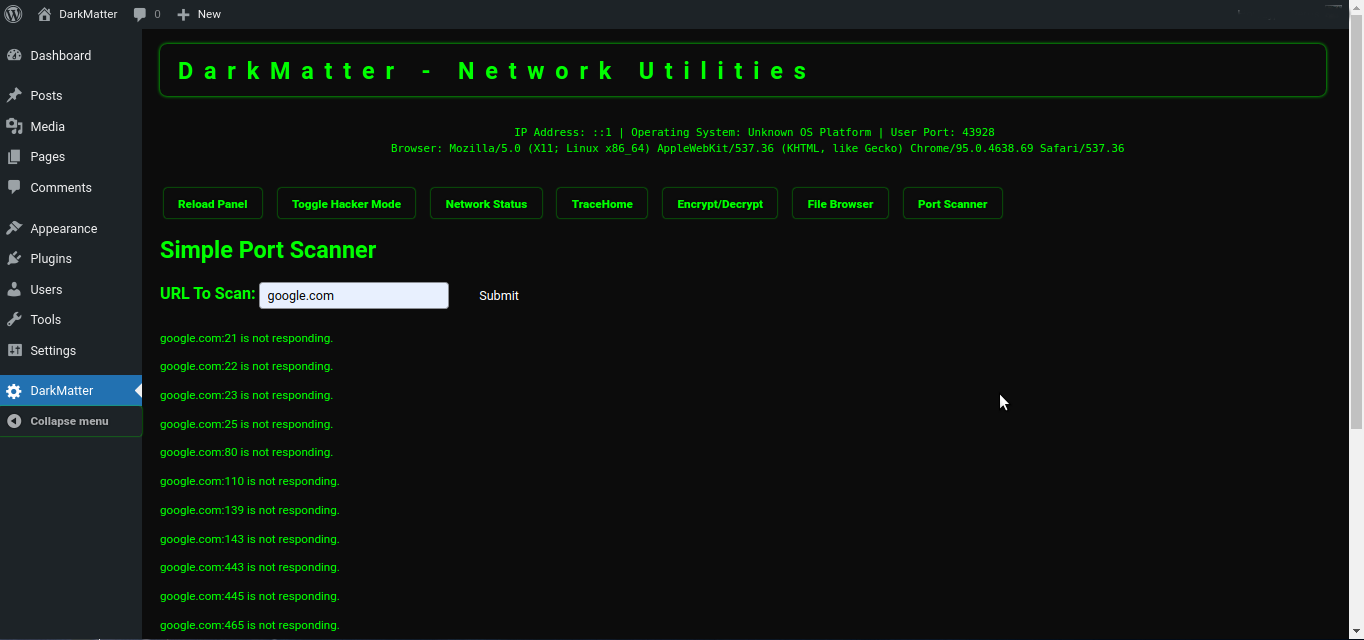 DarkMatter 0 New
Dashboard
Posts
Media
Pages
Comments
Appearance
Plugins
Users
Tools
Settings
DarkMatter
Collapse menu
DarkMatter - Network Utilities
IP Address: ::1 | Operating System: Unknown OS Platform | User Port: 43928
Browser: Mozilla/5.0 (X11; Linux x86_64) AppleWebKit/537.36 (KHTML, like Gecko) Chrome/95.0.4638.69 Safari/537.36
Reload Panel Toggle Hacker Mode Network Status TraceHome Encrypt/Decrypt File Browser Port Scanner
Simple Port Scanner
URL To Scan: google.com Submit
google.com:21 is not responding.
google.com:22 is not responding.
google.com:23 is not responding.
google.com:25 is not responding.
google.com:80 is not responding.
google.com:110 is not responding.
google.com:139 is not responding.
google.com:143 is not responding.
google.com:443 is not responding.
google.com:445 is not responding.
google.com:465 is not responding.